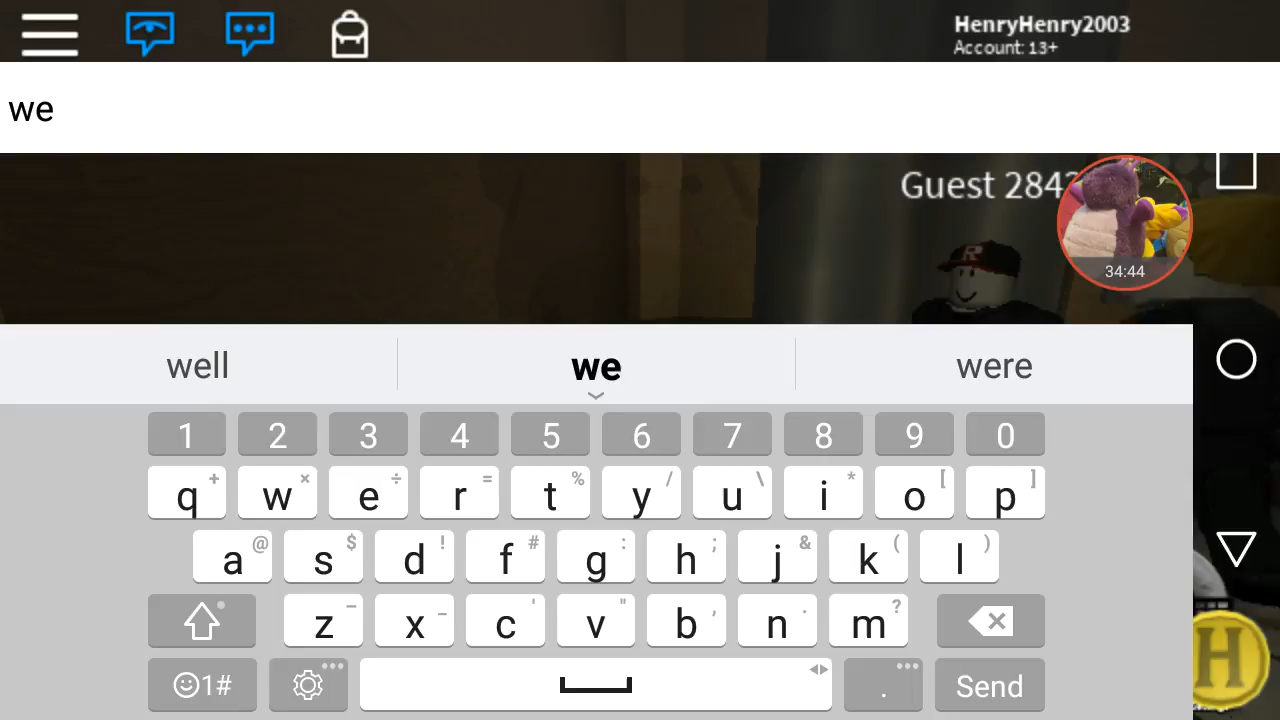 HenryHenry2003
Account: 13+
we
Guest 284
R
34:44
well we were
1 2 3 4 5 6 7 8 9 0
q + w × e ÷ r = t % y / u \ i * o [ p ]
a @ s $ d ! f # g : h ; j & k ( l )
z - x _ c ' v " b , n . m ?
1# . Send
H